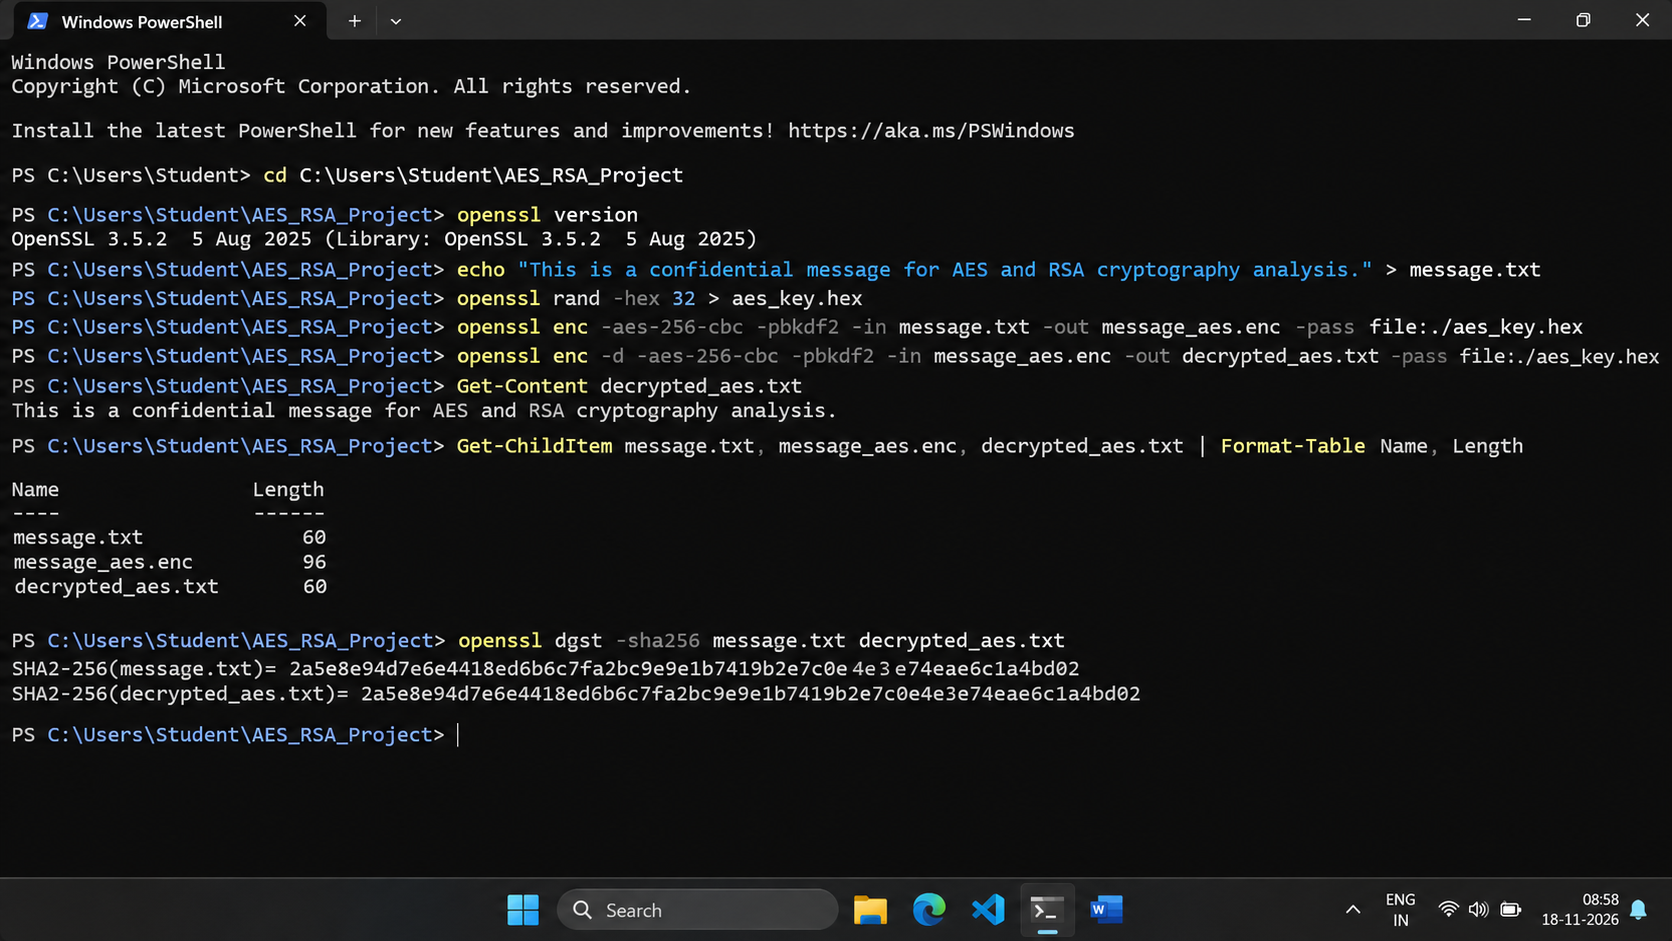 Windows PowerShell
Windows PowerShell
Copyright (C) Microsoft Corporation. All rights reserved.
Install the latest PowerShell for new features and improvements! https://aka.ms/PSWindows
PS C:\Users\Student> cd C:\Users\Student\AES_RSA_Project
PS C:\Users\Student\AES_RSA_Project> openssl version
OpenSSL 3.5.2  5 Aug 2025 (Library: OpenSSL 3.5.2  5 Aug 2025)
PS C:\Users\Student\AES_RSA_Project> echo "This is a confidential message for AES and RSA cryptography analysis." > message.txt
PS C:\Users\Student\AES_RSA_Project> openssl rand -hex 32 > aes_key.hex
PS C:\Users\Student\AES_RSA_Project> openssl enc -aes-256-cbc -pbkdf2 -in message.txt -out message_aes.enc -pass file:./aes_key.hex
PS C:\Users\Student\AES_RSA_Project> openssl enc -d -aes-256-cbc -pbkdf2 -in message_aes.enc -out decrypted_aes.txt -pass file:./aes_key.hex
PS C:\Users\Student\AES_RSA_Project> Get-Content decrypted_aes.txt
This is a confidential message for AES and RSA cryptography analysis.
PS C:\Users\Student\AES_RSA_Project> Get-ChildItem message.txt, message_aes.enc, decrypted_aes.txt | Format-Table Name, Length
Name Length
---- ------
message.txt 60
message_aes.enc 96
decrypted_aes.txt 60
PS C:\Users\Student\AES_RSA_Project> openssl dgst -sha256 message.txt decrypted_aes.txt
SHA2-256(message.txt)= 2a5e8e94d7e6e4418ed6b6c7fa2bc9e9e1b7419b2e7c0e4e3e74eae6c1a4bd02
SHA2-256(decrypted_aes.txt)= 2a5e8e94d7e6e4418ed6b6c7fa2bc9e9e1b7419b2e7c0e4e3e74eae6c1a4bd02
PS C:\Users\Student\AES_RSA_Project>
Search
W
ENG
IN
08:58
18-11-2026